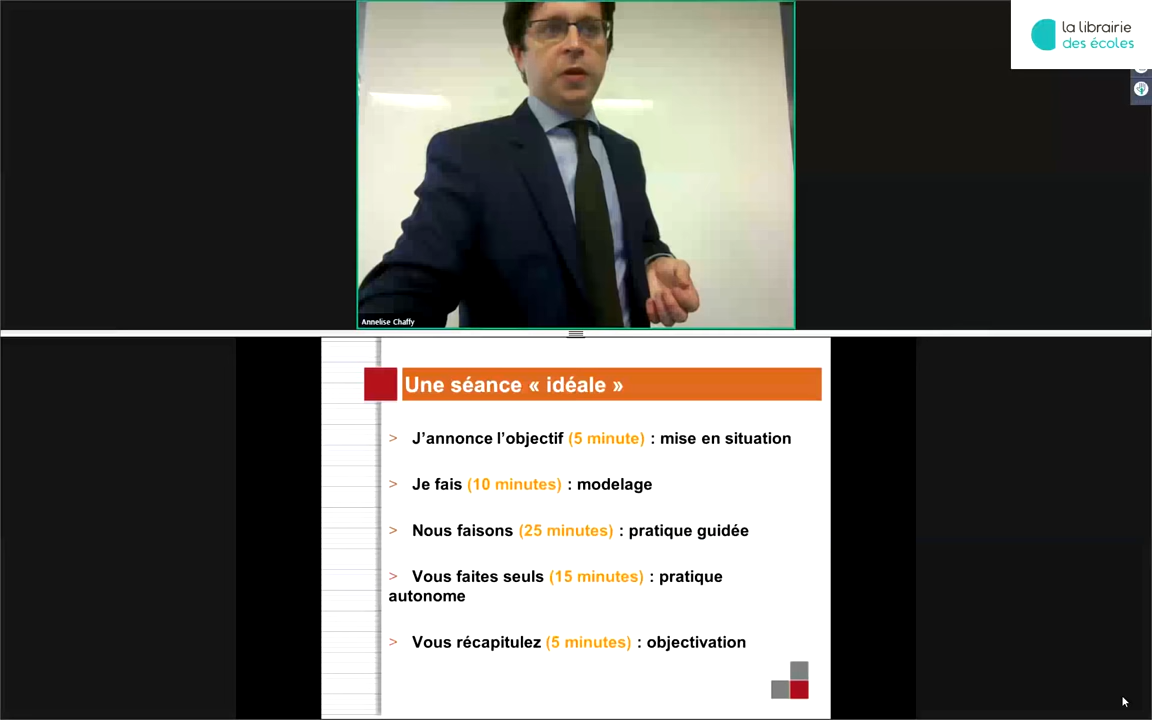 la librairie
des écoles
Annelise Chaffy
Une séance « idéale »
> J’annonce l’objectif (5 minute) : mise en situation
> Je fais (10 minutes) : modelage
> Nous faisons (25 minutes) : pratique guidée
> Vous faites seuls (15 minutes) : pratique
autonome
> Vous récapitulez (5 minutes) : objectivation